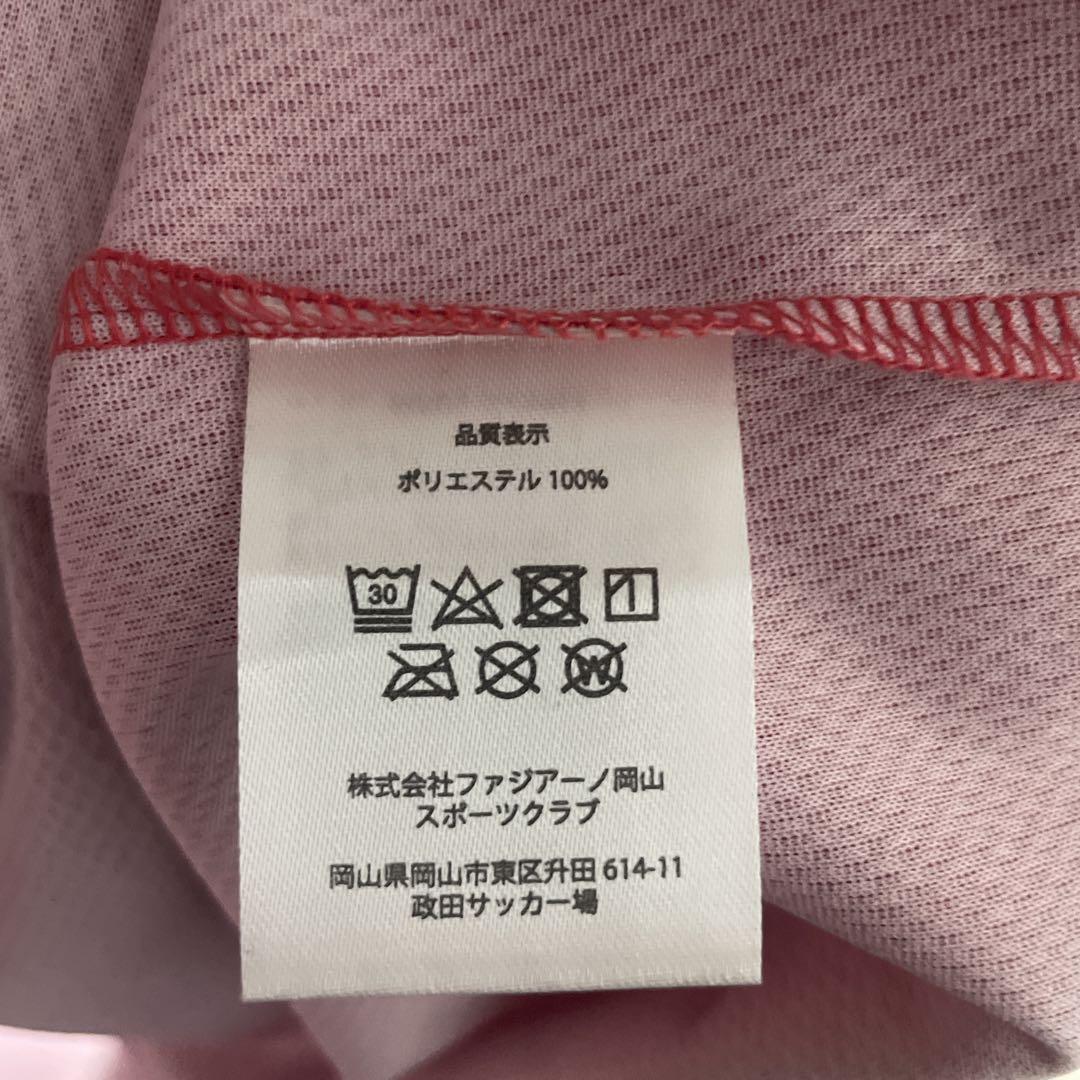 品質表示
ポリエステル 100%
30
W
株式会社ファジアーノ岡山
スポーツクラブ
岡山県岡山市東区升田 614-11
政田サッカー場